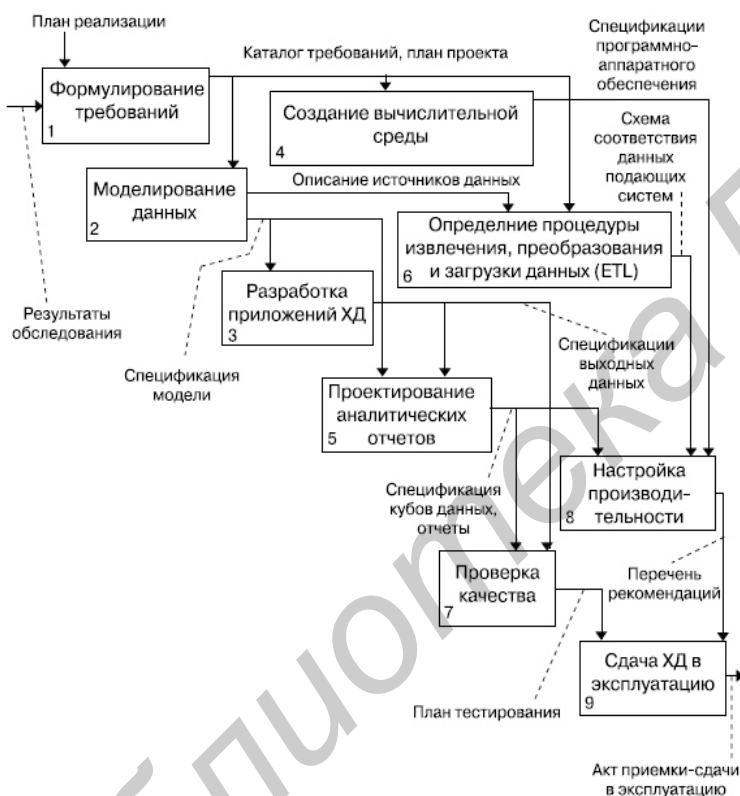 План реализации
Каталог требований, план проекта
Спецификации
программно-
аппаратного
обеспечения
Формулирование
требований
1
Создание вычислительной
среды
4
Схема
соответствия
данных
подающих
систем
Моделирование
данных
2
Описание источников данных
Определние процедуры
извлечения, преобразования
и загрузки данных (ETL)
6
Результаты
обследования
Разработка
приложений ХД
3
Спецификация
модели
Спецификации
выходных
данных
Проектирование
аналитических
отчетов
5
Спецификация
кубов данных,
отчеты
Настройка
производи-
тельности
8
Проверка
качества
7
Перечень
рекомендаций
Сдача ХД в
эксплуатацию
9
План тестирования
Акт приемки-сдачи
в эксплуатацию
блиотека